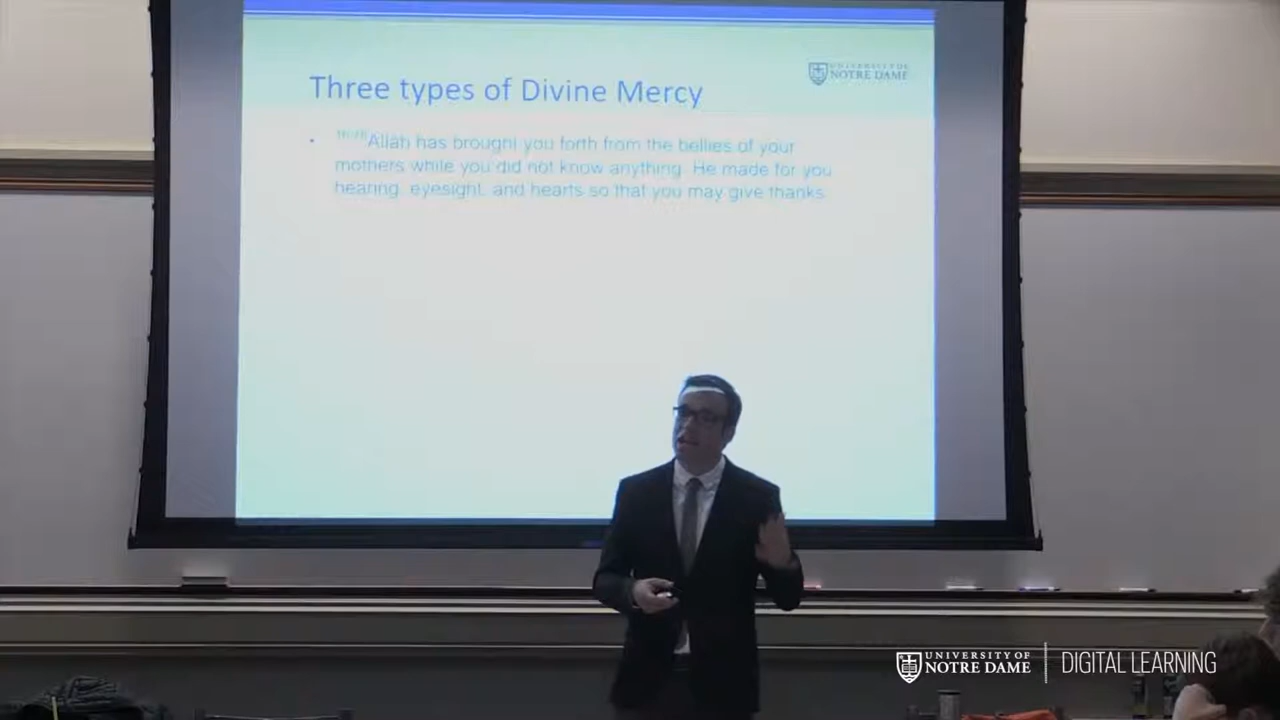 UNIVERSITY OF
NOTRE DAME
Three types of Divine Mercy
• Allah has brought you forth from the bellies of your
mothers while you did not know anything. He made for you
hearing, eyesight, and hearts so that you may give thanks.
UNIVERSITY OF
NOTRE DAME
DIGITAL LEARNING